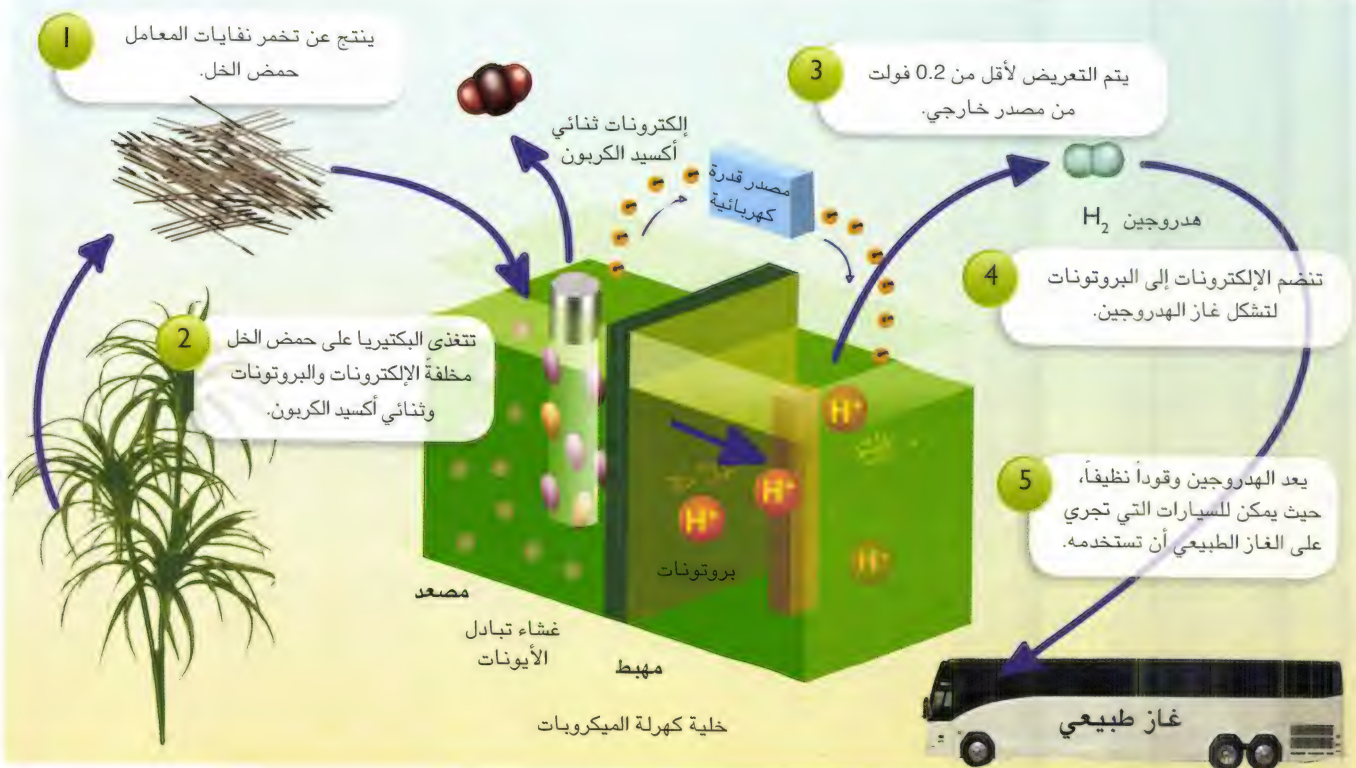 1
ينتج عن تخمر نفايات المعامل
حمض الخل.
2
تتغذى البكتيريا على حمض الخل
مخلفةً الإلكترونات والبروتونات
وثنائي أكسيد الكربون.
إلكترونات ثنائي
أكسيد الكربون
مصدر قدرة
كهربائية
3
يتم التعريض لأقل من 0.2 فولت
من مصدر خارجي.
هدروجين H₂
4
تنضم الإلكترونات إلى البروتونات
لتشكل غاز الهدروجين.
5
يعد الهدروجين وقوداً نظيفاً،
حيث يمكن للسيارات التي تجري
على الغاز الطبيعي أن تستخدمه.
H⁺
H⁺
H⁺
H⁺
بروتونات
مصعد
غشاء تبادل
الأيونات
مهبط
خلية كهرلة الميكروبات
غاز طبيعي